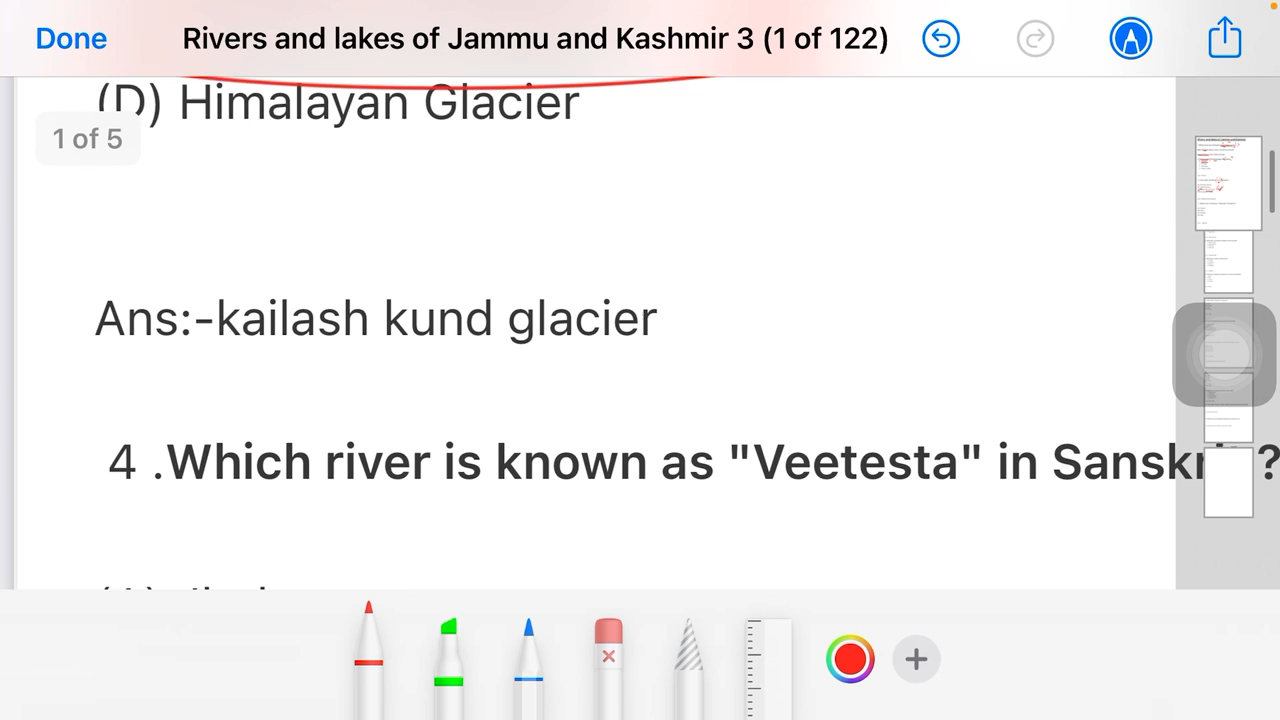 Done
Rivers and lakes of Jammu and Kashmir 3 (1 of 122)
(D) Himalayan Glacier
1 of 5
Ans:-kailash kund glacier
4 .Which river is known as "Veetesta" in Sanskr ?